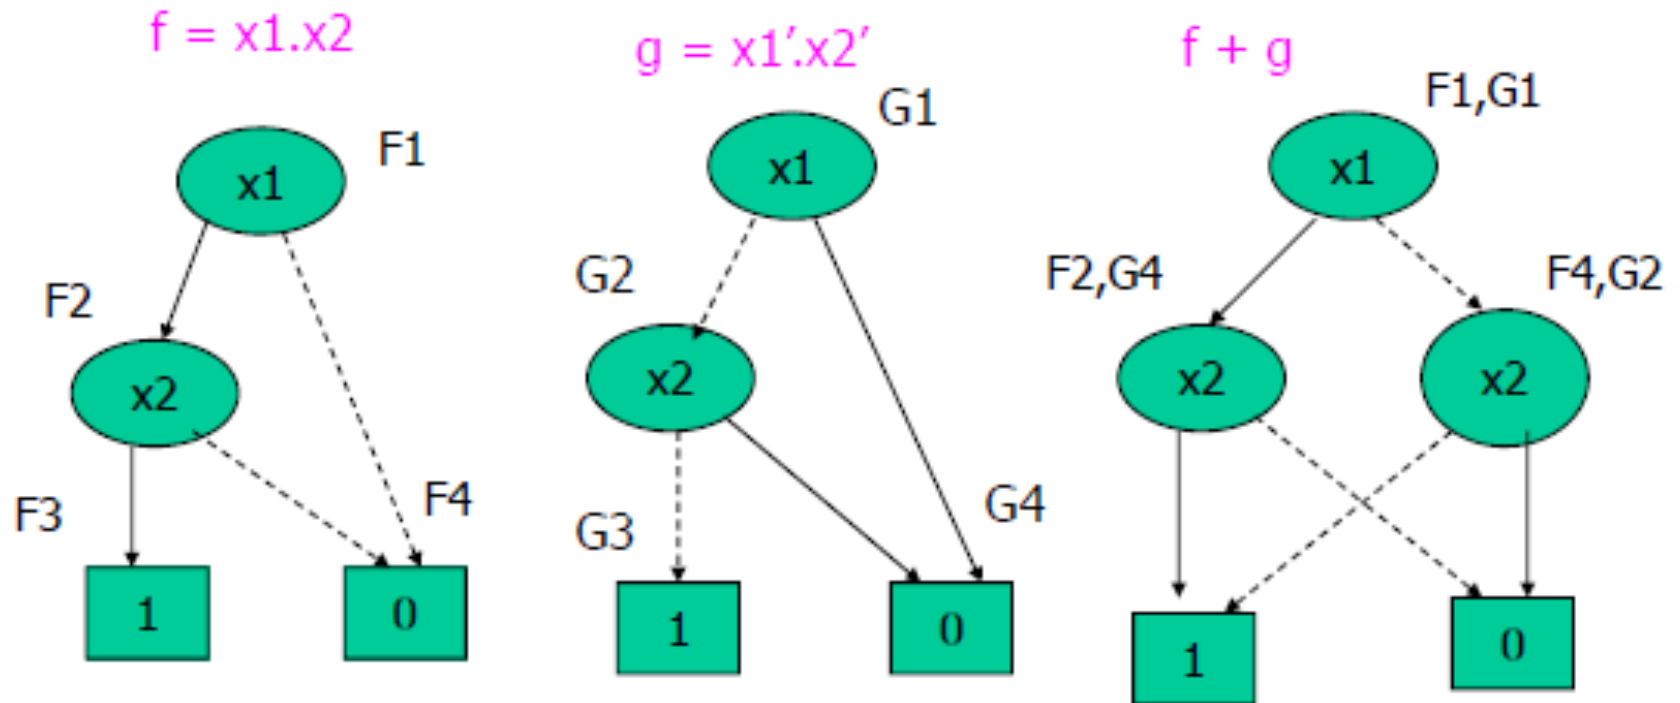 f = x1.x2
F1
x1
F2
x2
F3
F4
1
0
g = x1′.x2′
G1
x1
G2
x2
G3
G4
1
0
f + g
F1,G1
x1
F2,G4
F4,G2
x2
x2
1
0